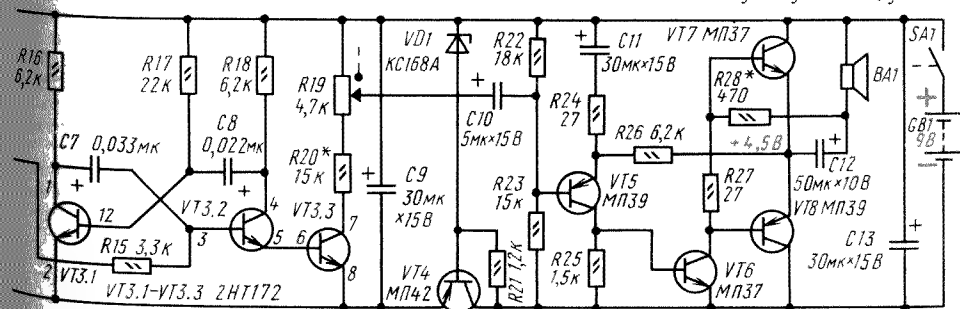 R16
6,2к
C7
0,033мк
1
12
2
VT3.1
R15 3,3к
VT3.1-VT3.3 2НТ172
R17
22к
R18
6,2к
C8
0,022мк
3
VT3.2
4
5
6
VT3.3
7
8
R19
4,7к
R20*
15к
C9
30мк
×15В
VD1
КС168А
VT4
МП42
R21 1,2к
C10
5мк×15В
R22
18к
R23
15к
C11
30мк×15В
R24
27
R26 6,2к
VT5
МП39
R25
1,5к
VT6
МП37
VT7 МП37
R28*
470
+4,5В
R27
27
C12
50мк×10В
VT8 МП39
BA1
C13
30мк×15В
SA1
GB1
9В